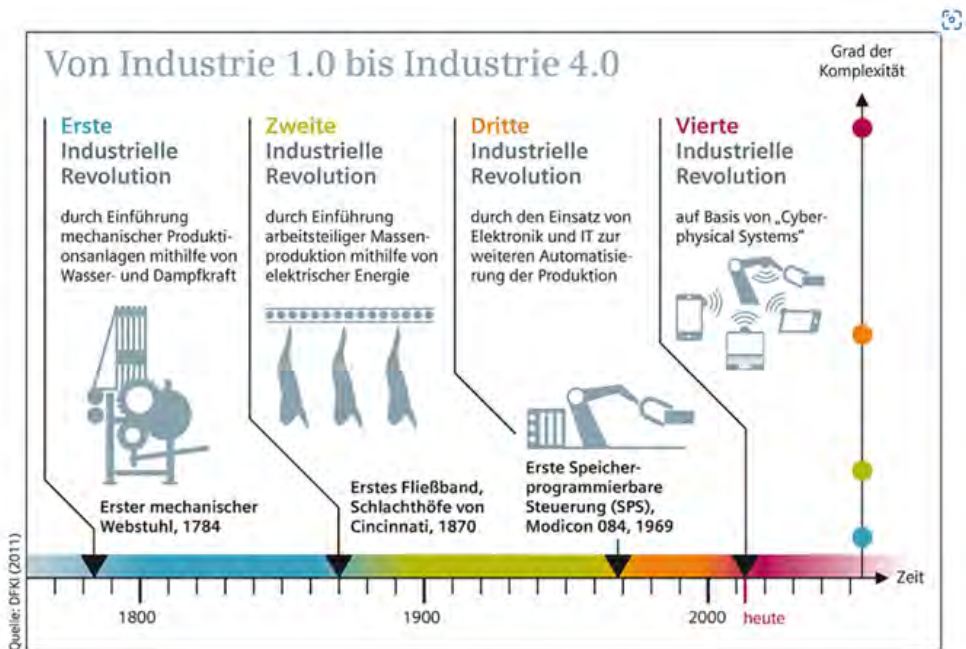 Von Industrie 1.0 bis Industrie 4.0
Grad der
Komplexität
Erste
Industrielle
Revolution
durch Einführung
mechanischer Produkti-
onsanlagen mithilfe von
Wasser- und Dampfkraft
Erster mechanischer
Webstuhl, 1784
Zweite
Industrielle
Revolution
durch Einführung
arbeitsteiliger Massen-
produktion mithilfe von
elektrischer Energie
Erstes Fließband,
Schlachthöfe von
Cincinnati, 1870
Dritte
Industrielle
Revolution
durch den Einsatz von
Elektronik und IT zur
weiteren Automatisie-
rung der Produktion
Erste Speicher-
programmierbare
Steuerung (SPS),
Modicon 084, 1969
Vierte
Industrielle
Revolution
auf Basis von „Cyber-
physical Systems“
Zeit
1800
1900
2000
heute
Quelle: DFKI (2011)